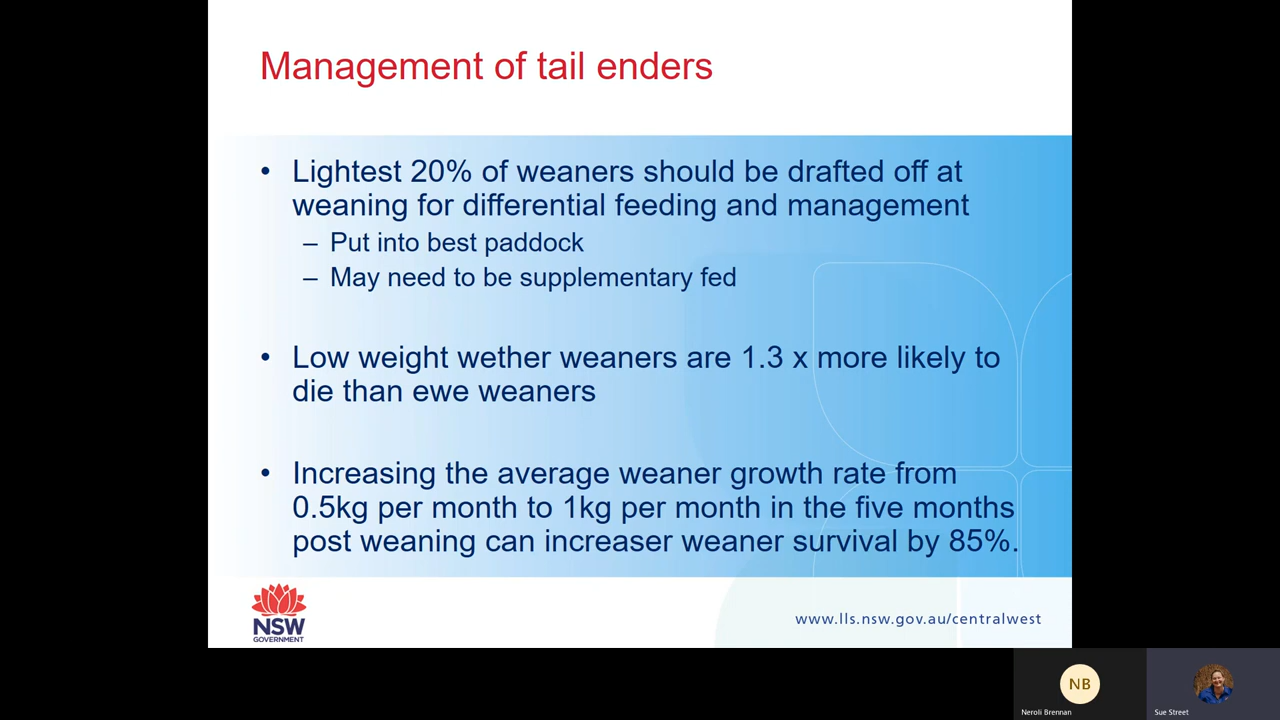 Management of tail enders
• Lightest 20% of weaners should be drafted off at
weaning for differential feeding and management
– Put into best paddock
– May need to be supplementary fed
• Low weight wether weaners are 1.3 x more likely to
die than ewe weaners
• Increasing the average weaner growth rate from
0.5kg per month to 1kg per month in the five months
post weaning can increaser weaner survival by 85%.
NSW
GOVERNMENT
www.lls.nsw.gov.au/centralwest
NB
Neroli Brennan
Sue Street